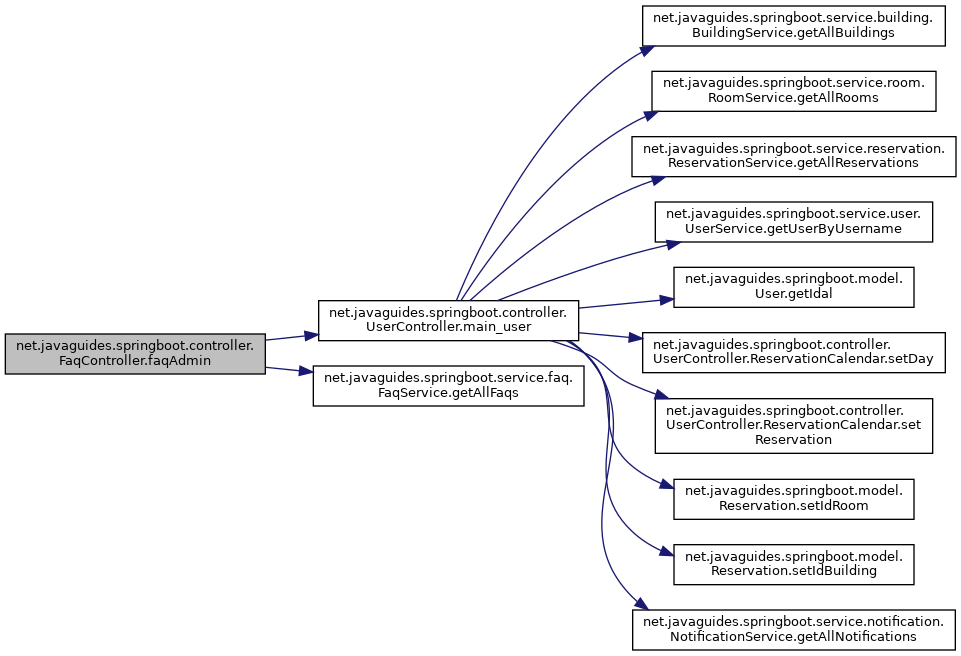 net.javaguides.springboot.controller.
FaqController.faqAdmin
net.javaguides.springboot.controller.
UserController.main_user
net.javaguides.springboot.service.faq.
FaqService.getAllFaqs
net.javaguides.springboot.service.building.
BuildingService.getAllBuildings
net.javaguides.springboot.service.room.
RoomService.getAllRooms
net.javaguides.springboot.service.reservation.
ReservationService.getAllReservations
net.javaguides.springboot.service.user.
UserService.getUserByUsername
net.javaguides.springboot.model.
User.getIdal
net.javaguides.springboot.controller.
UserController.ReservationCalendar.setDay
net.javaguides.springboot.controller.
UserController.ReservationCalendar.set
Reservation
net.javaguides.springboot.model.
Reservation.setIdRoom
net.javaguides.springboot.model.
Reservation.setIdBuilding
net.javaguides.springboot.service.notification.
NotificationService.getAllNotifications